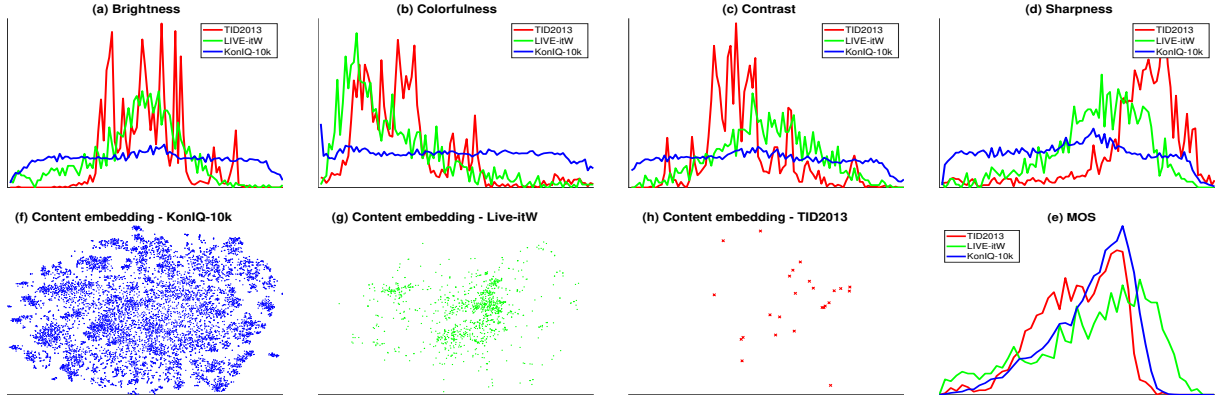 (a) Brightness
TID2013
LIVE-itW
KonIQ-10k
(b) Colorfulness
TID2013
LIVE-itW
KonIQ-10k
(c) Contrast
TID2013
LIVE-itW
KonIQ-10k
(d) Sharpness
TID2013
LIVE-itW
KonIQ-10k
(f) Content embedding - KonIQ-10k
(g) Content embedding - Live-itW
(h) Content embedding - TID2013
(e) MOS
TID2013
LIVE-itW
KonIQ-10k